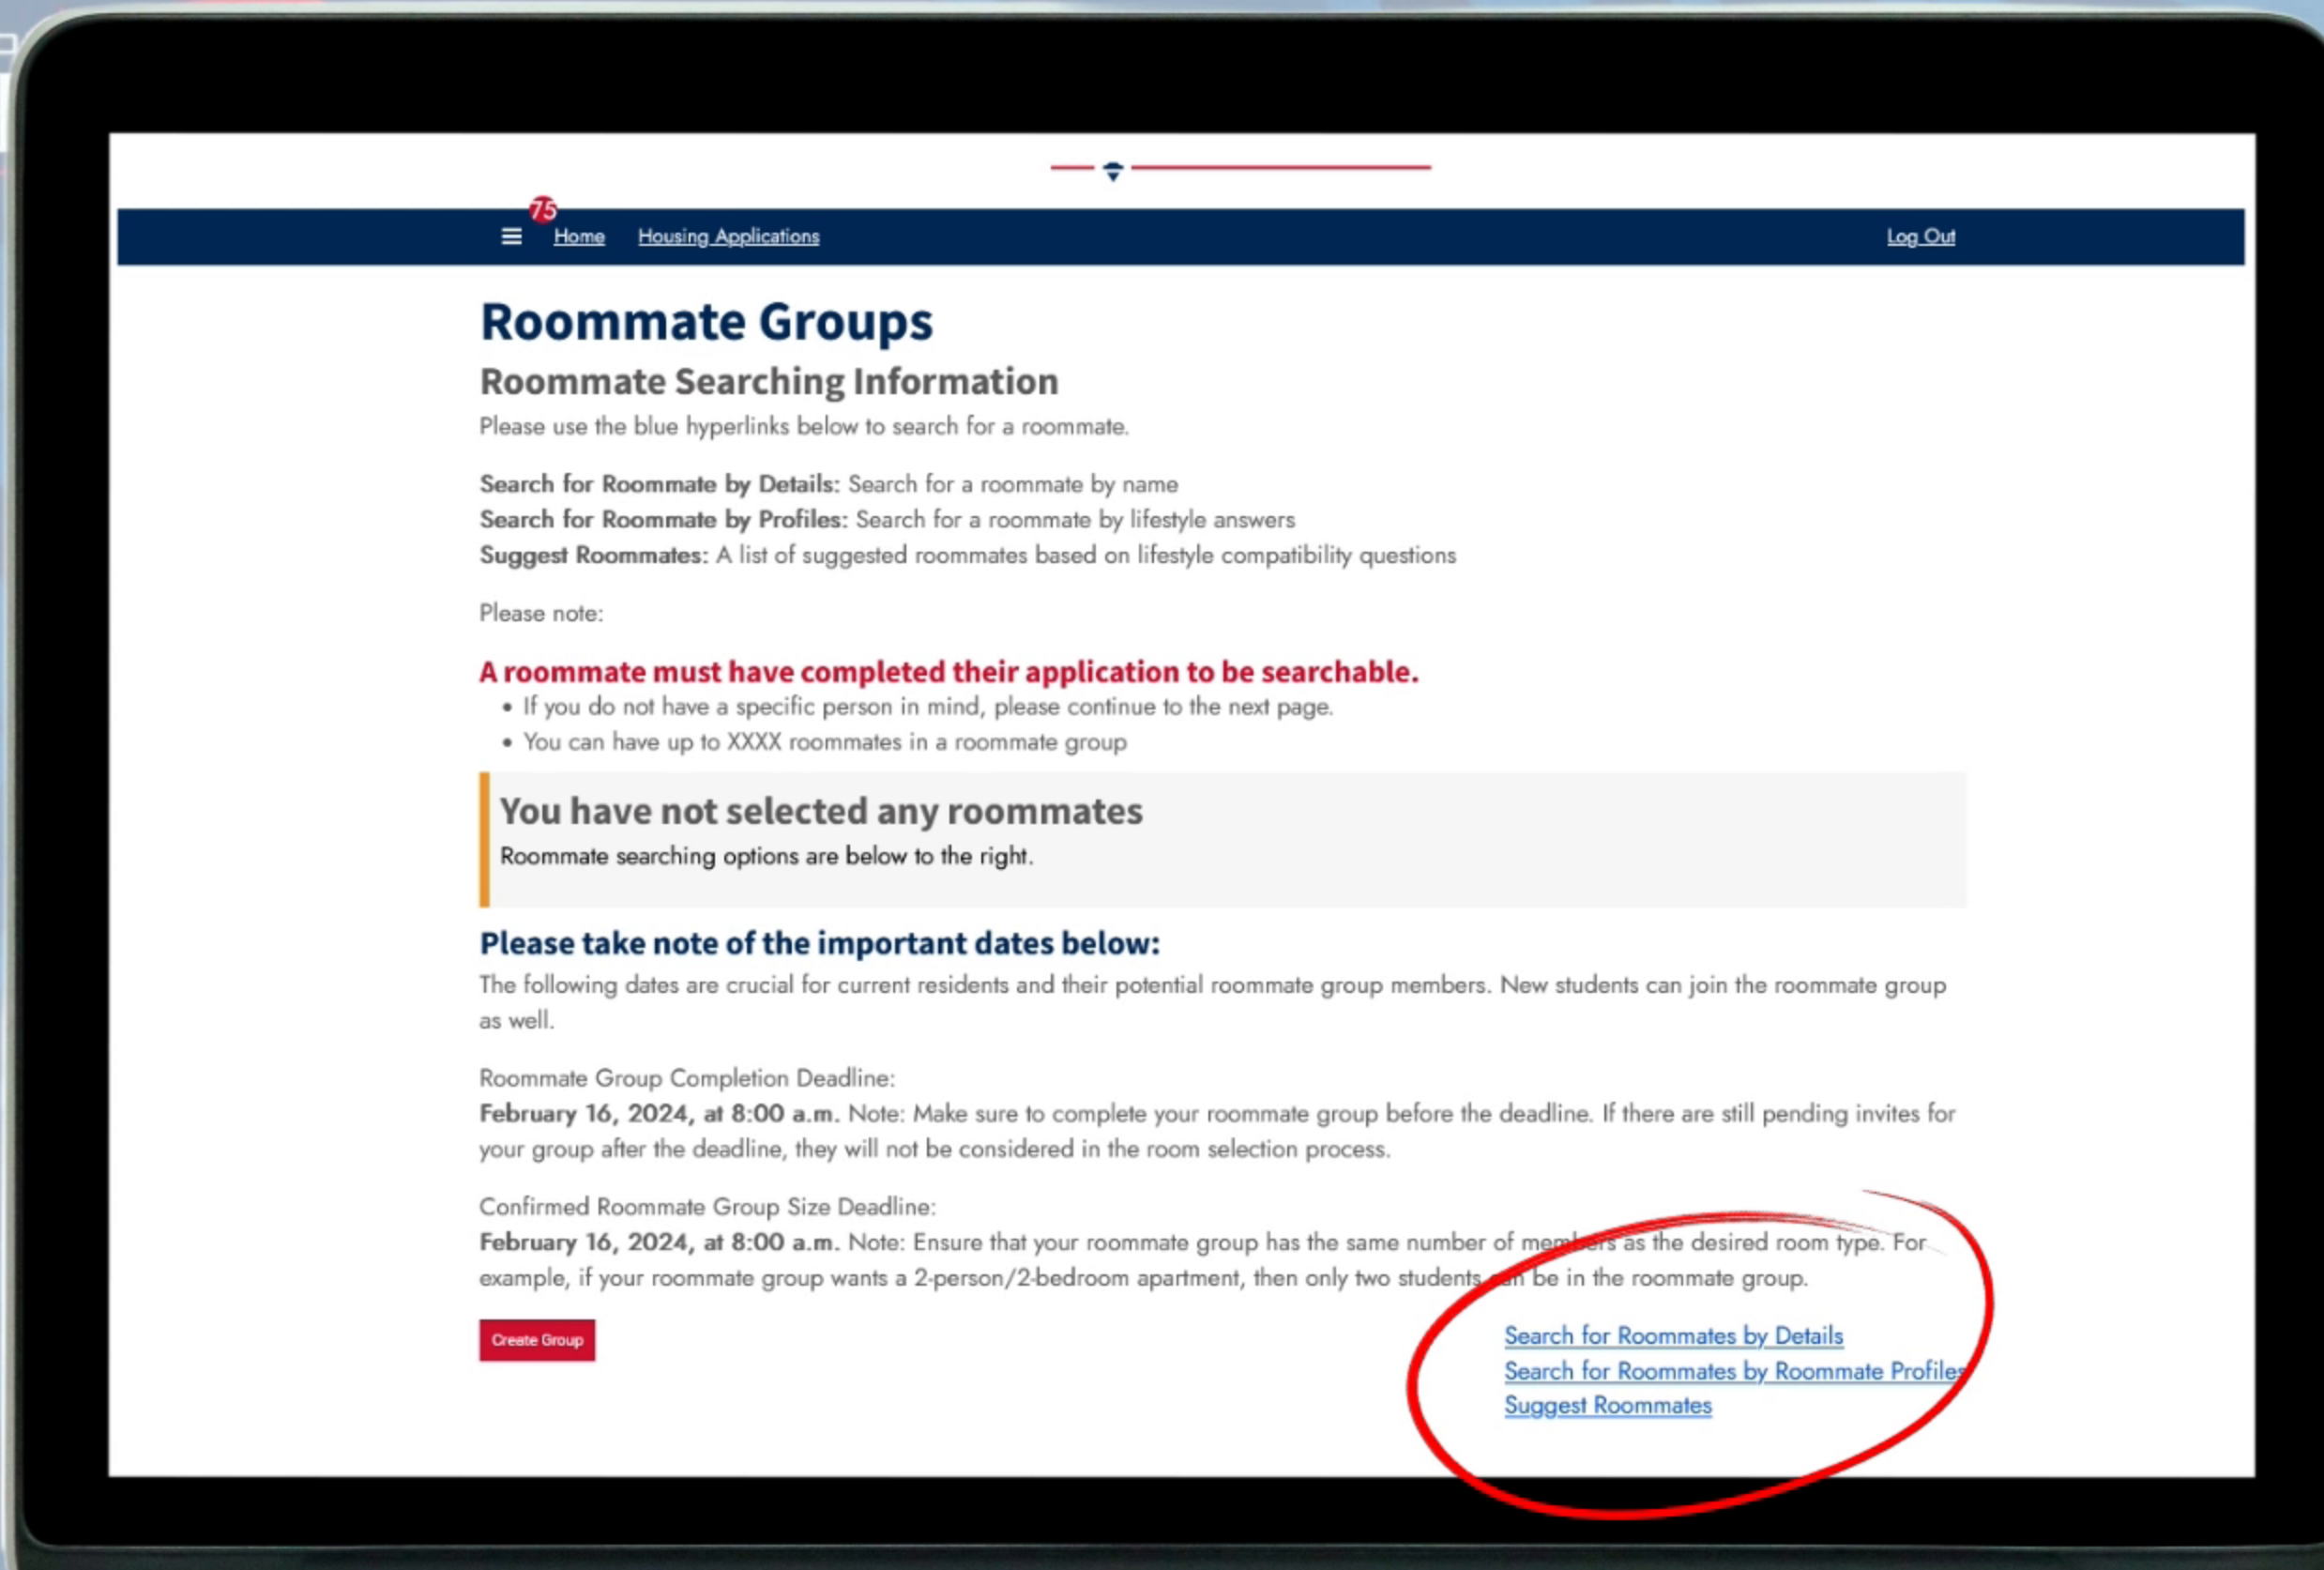 75
Home Housing Applications Log Out
Roommate Groups
Roommate Searching Information
Please use the blue hyperlinks below to search for a roommate.
Search for Roommate by Details: Search for a roommate by name
Search for Roommate by Profiles: Search for a roommate by lifestyle answers
Suggest Roommates: A list of suggested roommates based on lifestyle compatibility questions
Please note:
A roommate must have completed their application to be searchable.
• If you do not have a specific person in mind, please continue to the next page.
• You can have up to XXXX roommates in a roommate group
You have not selected any roommates
Roommate searching options are below to the right.
Please take note of the important dates below:
The following dates are crucial for current residents and their potential roommate group members. New students can join the roommate group
as well.
Roommate Group Completion Deadline:
February 16, 2024, at 8:00 a.m. Note: Make sure to complete your roommate group before the deadline. If there are still pending invites for
your group after the deadline, they will not be considered in the room selection process.
Confirmed Roommate Group Size Deadline:
February 16, 2024, at 8:00 a.m. Note: Ensure that your roommate group has the same number of members as the desired room type. For
example, if your roommate group wants a 2-person/2-bedroom apartment, then only two students can be in the roommate group.
Create Group
Search for Roommates by Details
Search for Roommates by Roommate Profiles
Suggest Roommates